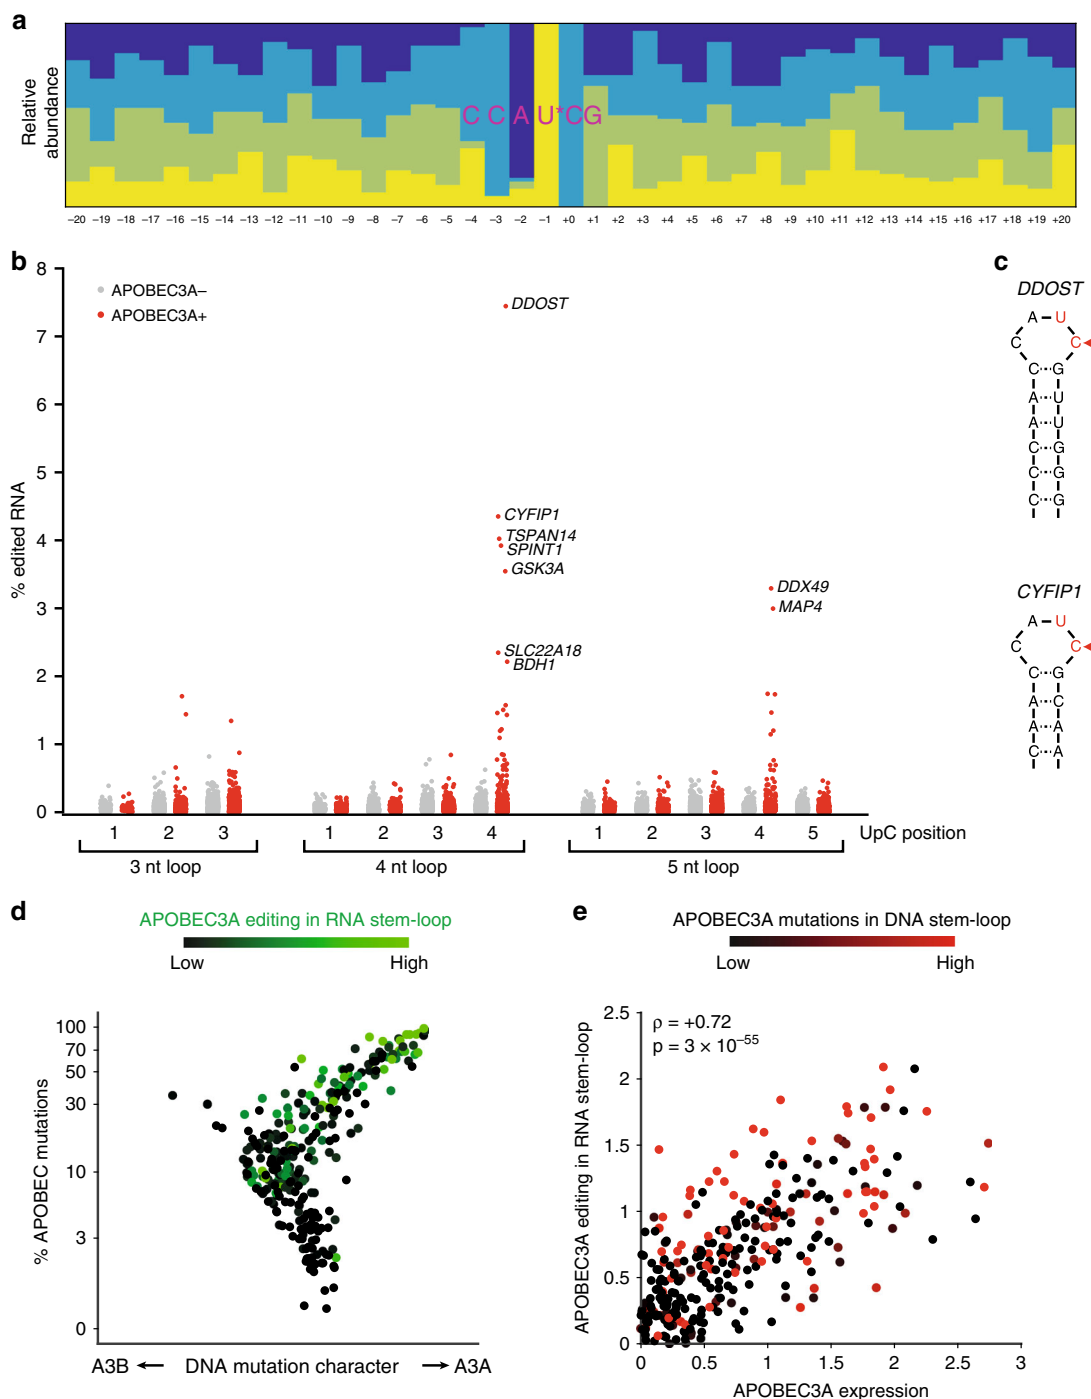 a
Relative
abundance
C C A U*CG
–20 –19 –18 –17 –16 –15 –14 –13 –12 –11 –10 –9 –8 –7 –6 –5 –4 –3 –2 –1 +0 +1 +2 +3 +4 +5 +6 +7 +8 +9 +10 +11 +12 +13 +14 +15 +16 +17 +18 +19 +20
b
% edited RNA
8
7
6
5
4
3
2
1
0
APOBEC3A–
APOBEC3A+
DDOST
CYFIP1
TSPAN14
SPINT1
GSK3A
SLC22A18
BDH1
DDX49
MAP4
1 2 3 1 2 3 4 1 2 3 4 5 UpC position
3 nt loop 4 nt loop 5 nt loop
c
DDOST
A U
C C
C G
A U
A U
C G
C G
C G
CYFIP1
A U
C C
C G
A C
A A
C A
d
APOBEC3A editing in RNA stem-loop
Low High
% APOBEC mutations
100
70
50
30
10
3
0
A3B ← DNA mutation character → A3A
e
APOBEC3A mutations in DNA stem-loop
Low High
APOBEC3A editing in RNA stem-loop
2.5
2
1.5
1
0.5
0
ρ = +0.72
p = 3 × 10–55
0 0.5 1 1.5 2 2.5 3
APOBEC3A expression